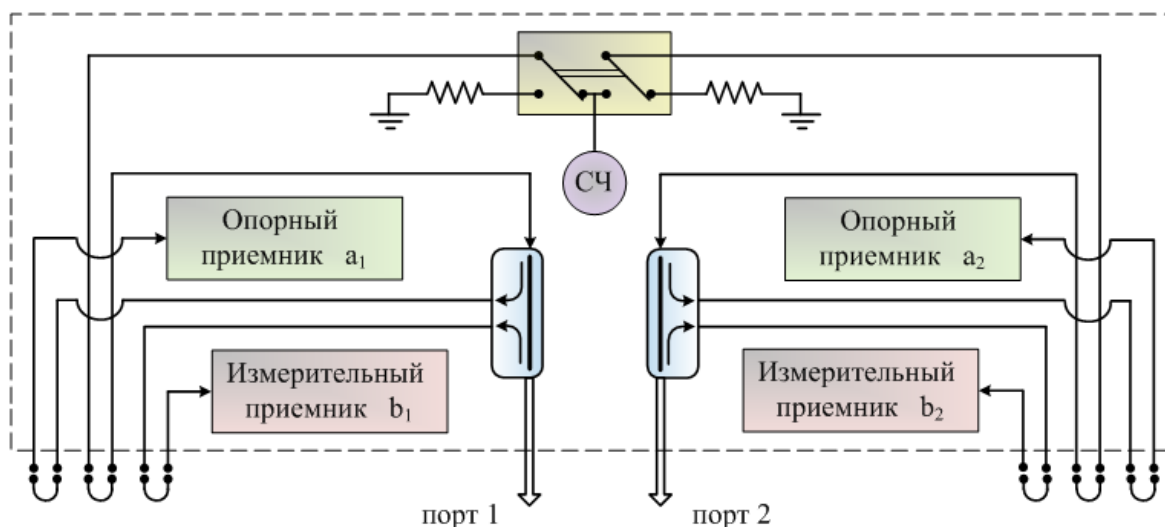 СЧ
Опорный
приемник a₁
Опорный
приемник a₂
Измерительный
приемник b₁
Измерительный
приемник b₂
порт 1
порт 2